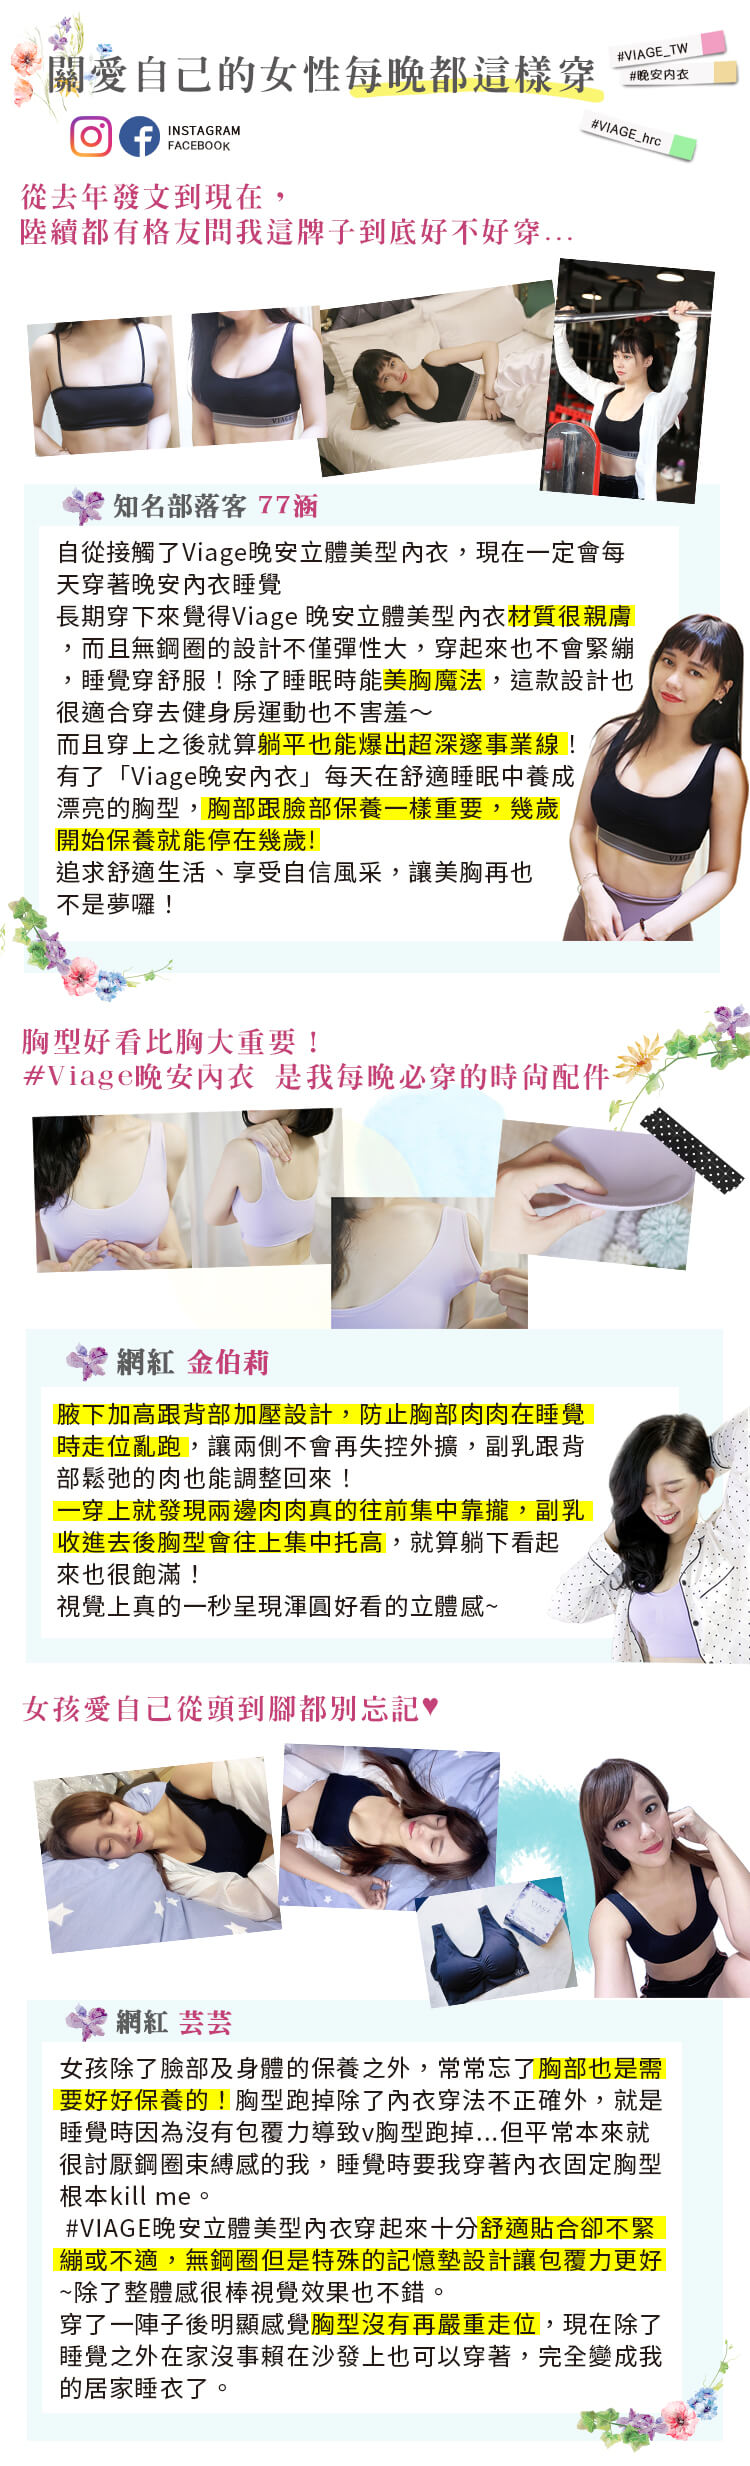 關愛自己的女性每晚都這樣穿
#VIAGE_TW
#晚安內衣
#VIAGE_hrc
INSTAGRAM
FACEBOOK
從去年發文到現在，
陸續都有格友問我這牌子到底好不好穿...
VIAGE
VIAGE
知名部落客 77涵
自從接觸了Viage晚安立體美型內衣，現在一定會每
天穿著晚安內衣睡覺
長期穿下來覺得Viage 晚安立體美型內衣材質很親膚
，而且無鋼圈的設計不僅彈性大，穿起來也不會緊繃
，睡覺穿舒服！除了睡眠時能美胸魔法，這款設計也
很適合穿去健身房運動也不害羞～
而且穿上之後就算躺平也能爆出超深邃事業線！
有了「Viage晚安內衣」每天在舒適睡眠中養成
漂亮的胸型，胸部跟臉部保養一樣重要，幾歲
開始保養就能停在幾歲!
追求舒適生活、享受自信風采，讓美胸再也
不是夢囉！
VIAGE
胸型好看比胸大重要！
#Viage晚安內衣 是我每晚必穿的時尚配件
網紅 金伯莉
腋下加高跟背部加壓設計，防止胸部肉肉在睡覺
時走位亂跑，讓兩側不會再失控外擴，副乳跟背
部鬆弛的肉也能調整回來！
一穿上就發現兩邊肉肉真的往前集中靠攏，副乳
收進去後胸型會往上集中托高，就算躺下看起
來也很飽滿！
視覺上真的一秒呈現渾圓好看的立體感~
女孩愛自己從頭到腳都別忘記♥
VIAGE
網紅 芸芸
女孩除了臉部及身體的保養之外，常常忘了胸部也是需
要好好保養的！胸型跑掉除了內衣穿法不正確外，就是
睡覺時因為沒有包覆力導致v胸型跑掉...但平常本來就
很討厭鋼圈束縛感的我，睡覺時要我穿著內衣固定胸型
根本kill me。
#VIAGE晚安立體美型內衣穿起來十分舒適貼合卻不緊
繃或不適，無鋼圈但是特殊的記憶墊設計讓包覆力更好
~除了整體感很棒視覺效果也不錯。
穿了一陣子後明顯感覺胸型沒有再嚴重走位，現在除了
睡覺之外在家沒事賴在沙發上也可以穿著，完全變成我
的居家睡衣了。